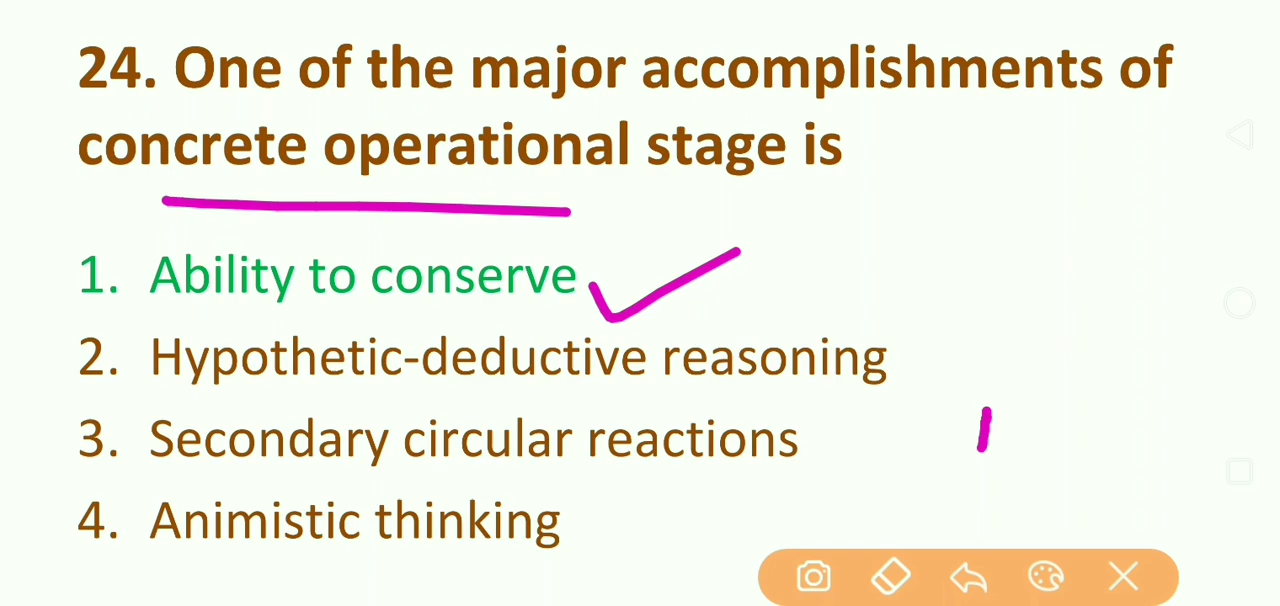 24. One of the major accomplishments of
concrete operational stage is
1. Ability to conserve
2. Hypothetic-deductive reasoning
3. Secondary circular reactions
4. Animistic thinking